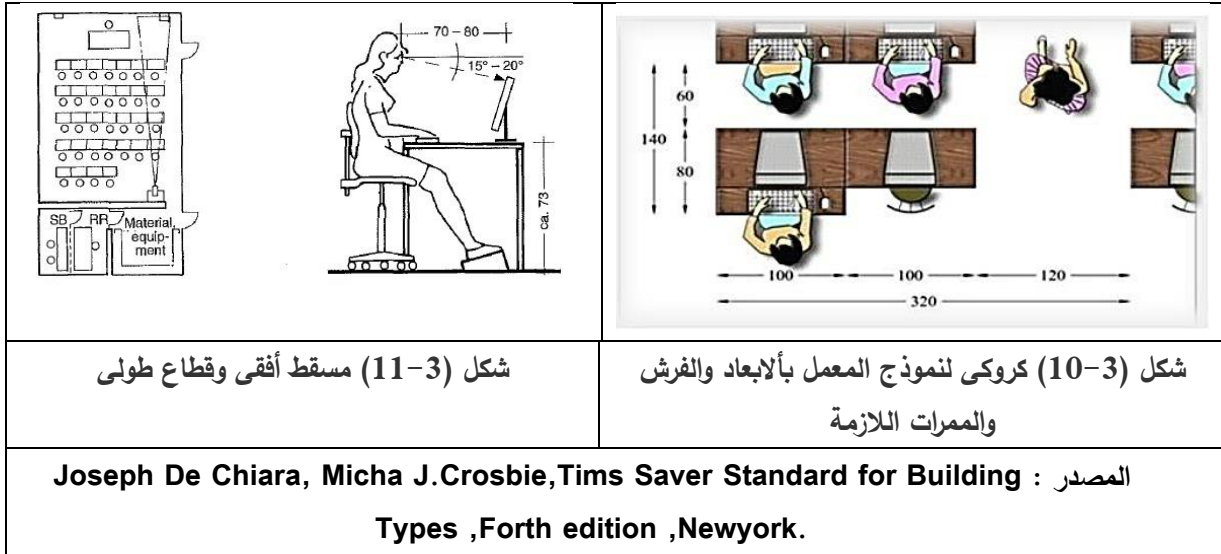 70 – 80
15° – 20°
ca. 73
SB
RR
Material,
equip-
ment
60
140
80
100
100
120
320
شكل (3-10) كروكى لنموذج المعمل بألابعاد والفرش
والممرات اللازمة
شكل (3-11) مسقط أفقى وقطاع طولى
المصدر : Joseph De Chiara, Micha J.Crosbie,Tims Saver Standard for Building
Types ,Forth edition ,Newyork.